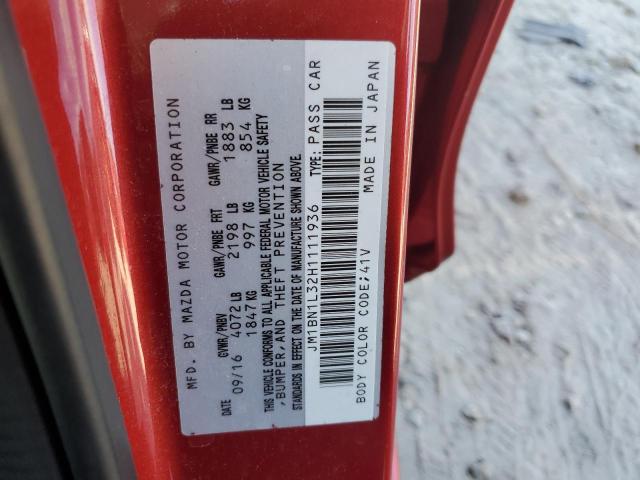 MFD. BY MAZDA MOTOR CORPORATION
GVWR/PNBV GAWR/PNBE FRT GAWR/PNBE RR
DATE 09/16 4072 LB 2198 LB 1883 LB
1847 KG 997 KG 854 KG
THIS VEHICLE CONFORMS TO ALL APPLICABLE FEDERAL MOTOR VEHICLE SAFETY
, BUMPER, AND THEFT PREVENTION
STANDARDS IN EFFECT ON THE DATE OF MANUFACTURE SHOWN ABOVE.
JM1BN1L32H1111936 TYPE: PASS CAR
BODY COLOR CODE;41V MADE IN JAPAN